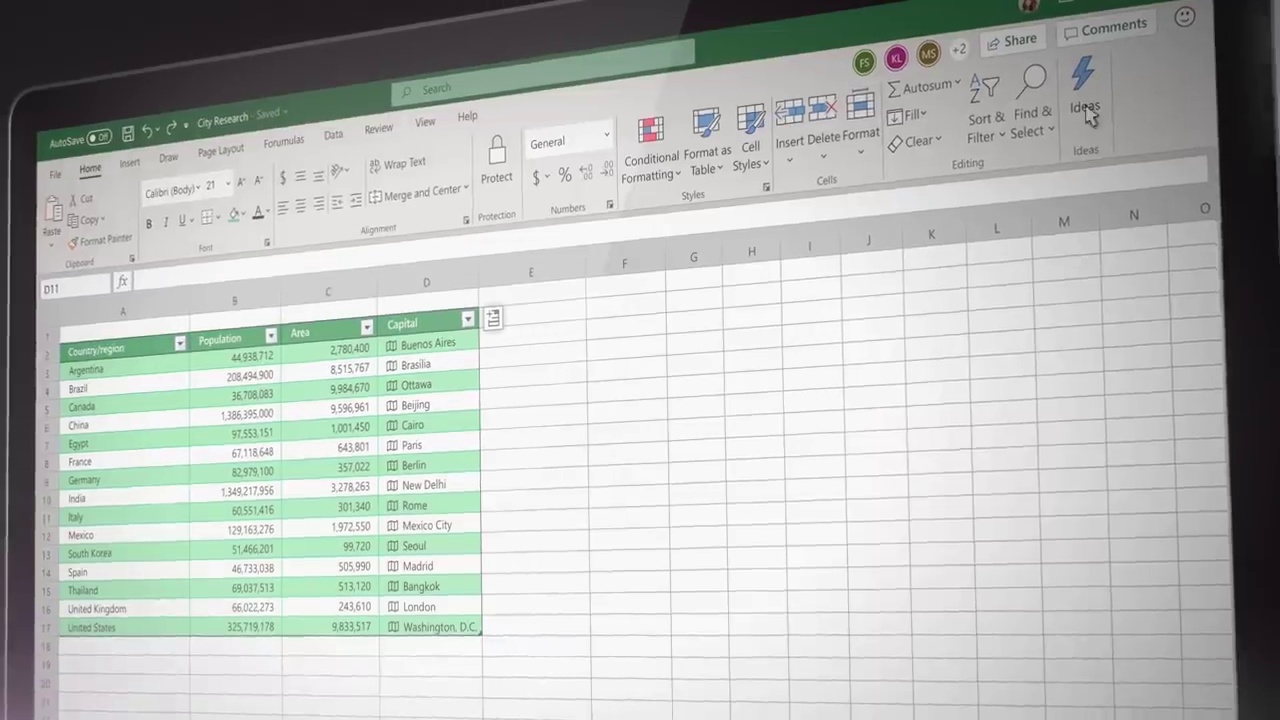 AutoSave Off City Research - Saved Search
File Home Insert Draw Page Layout Formulas Data Review View Help
FS KL MS +2 Share Comments
Paste Cut Copy Format Painter
Clipboard
Calibri (Body) 21 A A
B I U A
Font
Wrap Text
Merge and Center
Alignment
Protect
Protection
General
$ %
Numbers
Conditional Formatting Format as Table Cell Styles
Styles
Insert Delete Format
Cells
Autosum
Fill
Clear
Sort & Filter Find & Select
Editing
Ideas
Ideas
D11 fx
A B C D E F G H I J K L M N O
1 Country/region Population Area Capital
2 Argentina 44,938,712 2,780,400 Buenos Aires
3 Brazil 208,494,900 8,515,767 Brasília
4 Canada 36,708,083 9,984,670 Ottawa
5 China 1,386,395,000 9,596,961 Beijing
6 Egypt 97,553,151 1,001,450 Cairo
7 France 67,118,648 643,801 Paris
8 Germany 82,979,100 357,022 Berlin
9 India 1,349,217,956 3,278,263 New Delhi
10 Italy 60,551,416 301,340 Rome
11 Mexico 129,163,276 1,972,550 Mexico City
12 South Korea 51,466,201 99,720 Seoul
13 Spain 46,733,038 505,990 Madrid
14 Thailand 69,037,513 513,120 Bangkok
15 United Kingdom 66,022,273 243,610 London
16 United States 325,719,178 9,833,517 Washington, D.C.
17
18
19
20